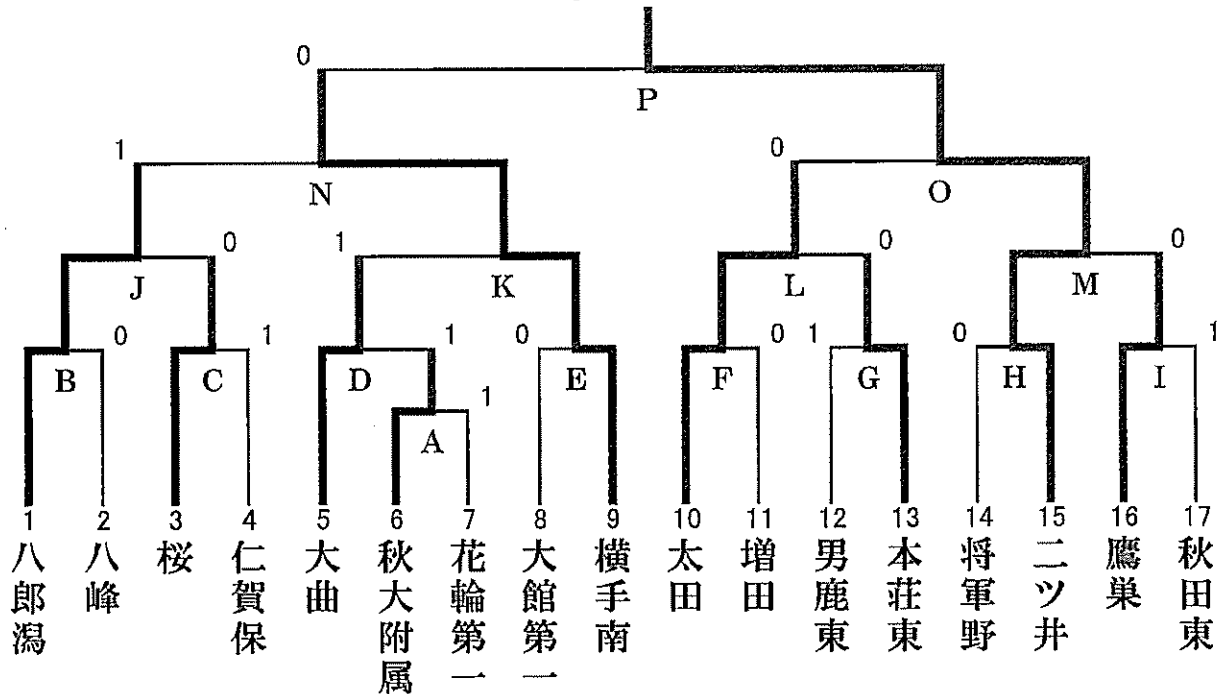 0
P
1
0
N
O
0
1
0
0
J
K
L
M
0
1
1
0
0
1
0
1
B
C
D
E
F
G
H
I
1
A
1
2
3
4
5
6
7
8
9
10
11
12
13
14
15
16
17
八郎潟
八峰
桜
仁賀保
大曲
秋大附属
花輪第一
大館第一
横手南
太田
増田
男鹿東
本荘東
将軍野
二ツ井
鷹巣
秋田東